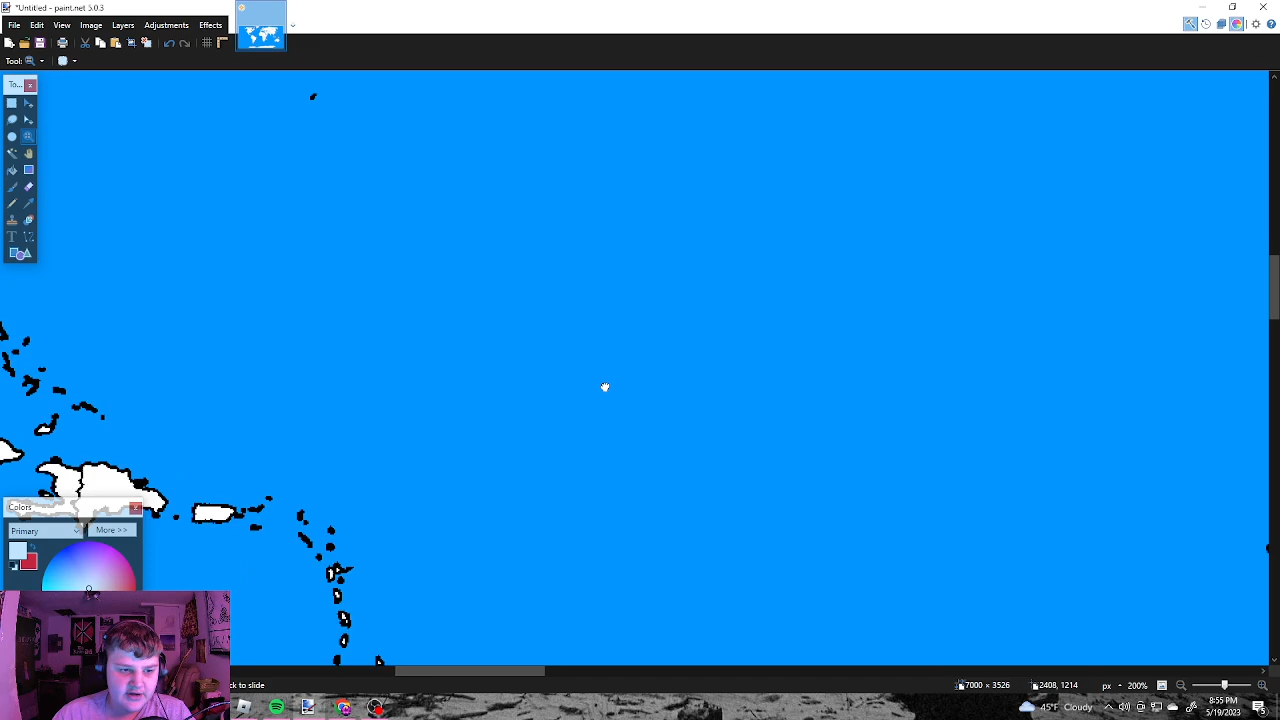 *Untitled - paint.net 5.0.3
File Edit View Image Layers Adjustments Effects
Tool:
To...
T
Colors
Primary
More >>
ck to slide
7000 × 3526
2408, 1214
px
200%
45°F Cloudy
8:55 PM
5/19/2023